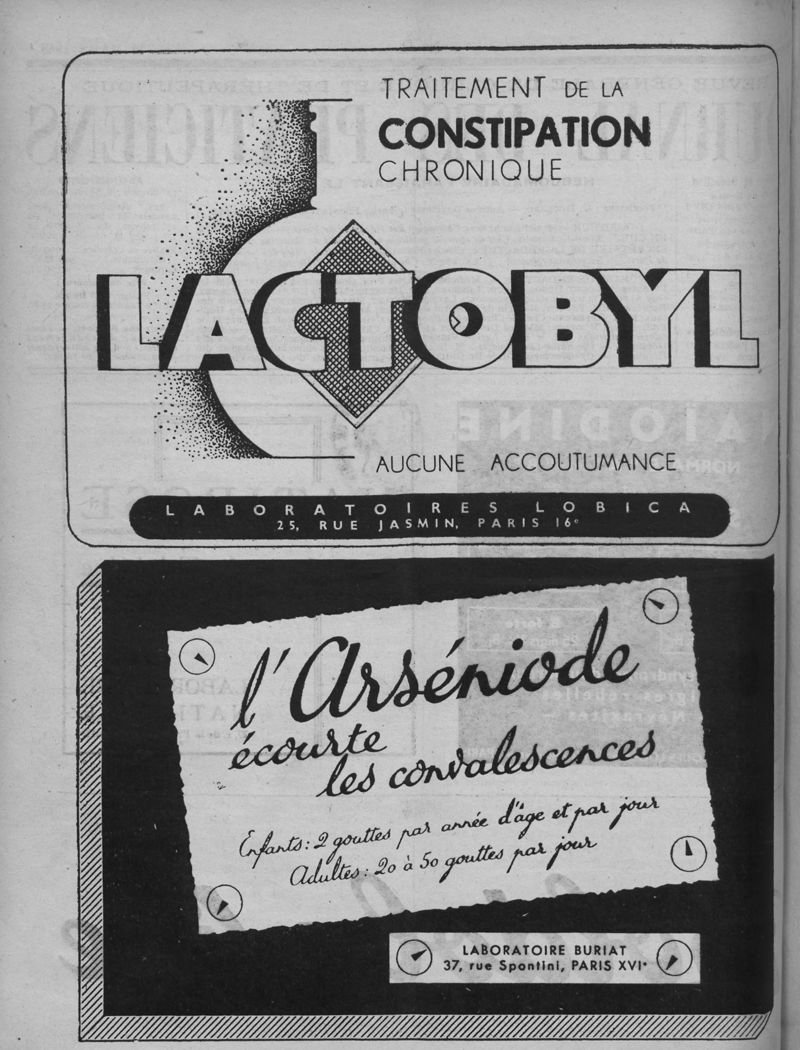 TRAITEMENT DE LA
CONSTIPATION
CHRONIQUE
LACTOBYL
AUCUNE ACCOUTUMANCE
LABORATOIRES LOBICA
25, RUE JASMIN, PARIS 16e
l'Arséniode
écourte
les convalescences
Enfants : 2 gouttes par année d'âge et par jour
Adultes : 20 à 50 gouttes par jour
LABORATOIRE BURIAT
37, rue Spontini, PARIS XVIe